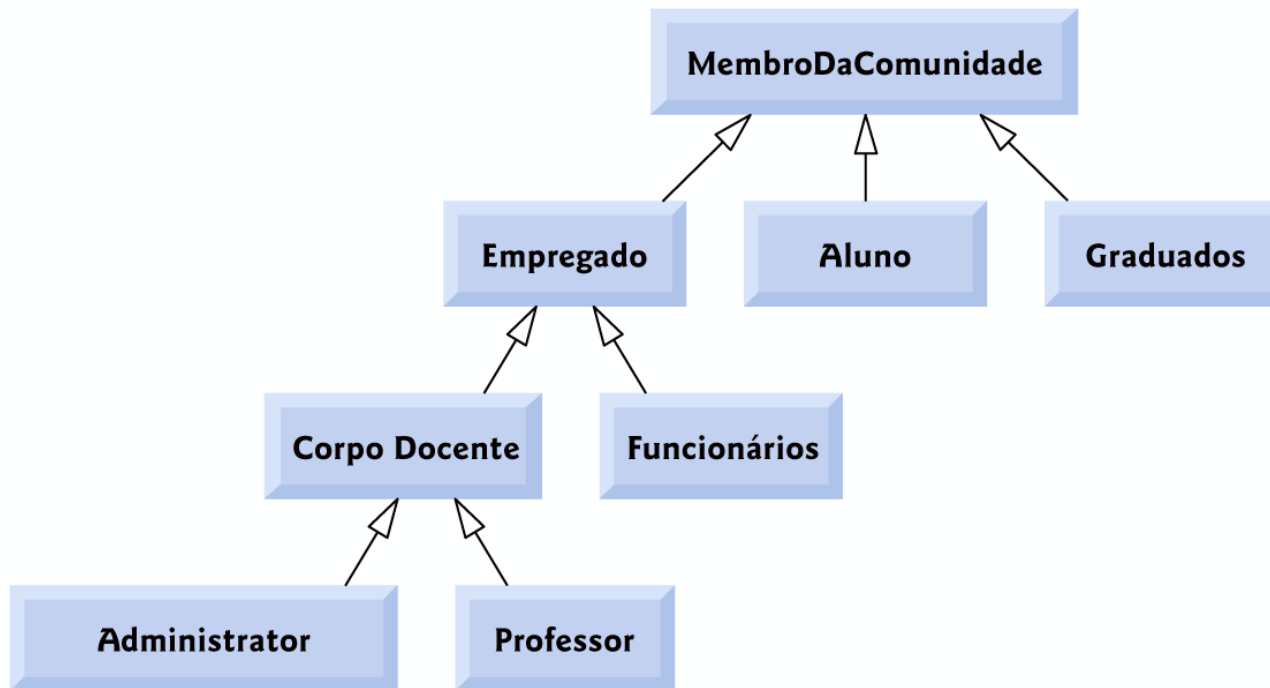 MembroDaComunidade
Empregado
Aluno
Graduados
Corpo Docente
Funcionários
Administrator
Professor